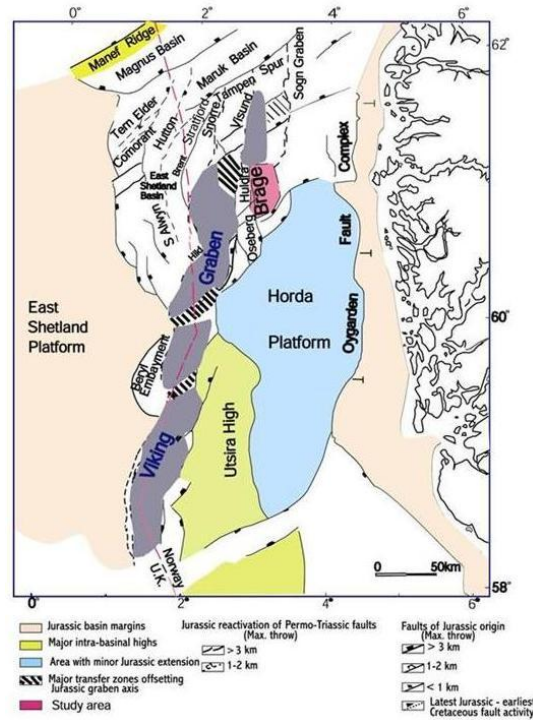 0° 2° 4° 6°
62°
Manef Ridge
Magnus Basin
Maruk Basin
Tampen Spur
Sogn Graben
Tern Elder
Comorant
Hutton
Stratfjord
Snorre
Visund
Brent
East
Shetland
Basin
S Alwyn
Hild
Huldra
Brage
Oseberg
Complex
Fault
Oygarden
Graben
Horda
Platform
60°
East
Shetland
Platform
Beryl
Embayment
Utsira High
Viking
Norway
U.K.
0 50km
58°
0° 2° 4° 6°
Jurassic basin margins
Major intra-basinal highs
Area with minor Jurassic extension
Major transfer zones offsetting
Jurassic graben axis
Study area
Jurassic reactivation of Permo-Triassic faults
(Max. throw)
> 3 km
1-2 km
Faults of Jurassic origin
(Max. throw)
> 3 km
1-2 km
< 1 km
Latest Jurassic - earliest
Cretaceous fault activity